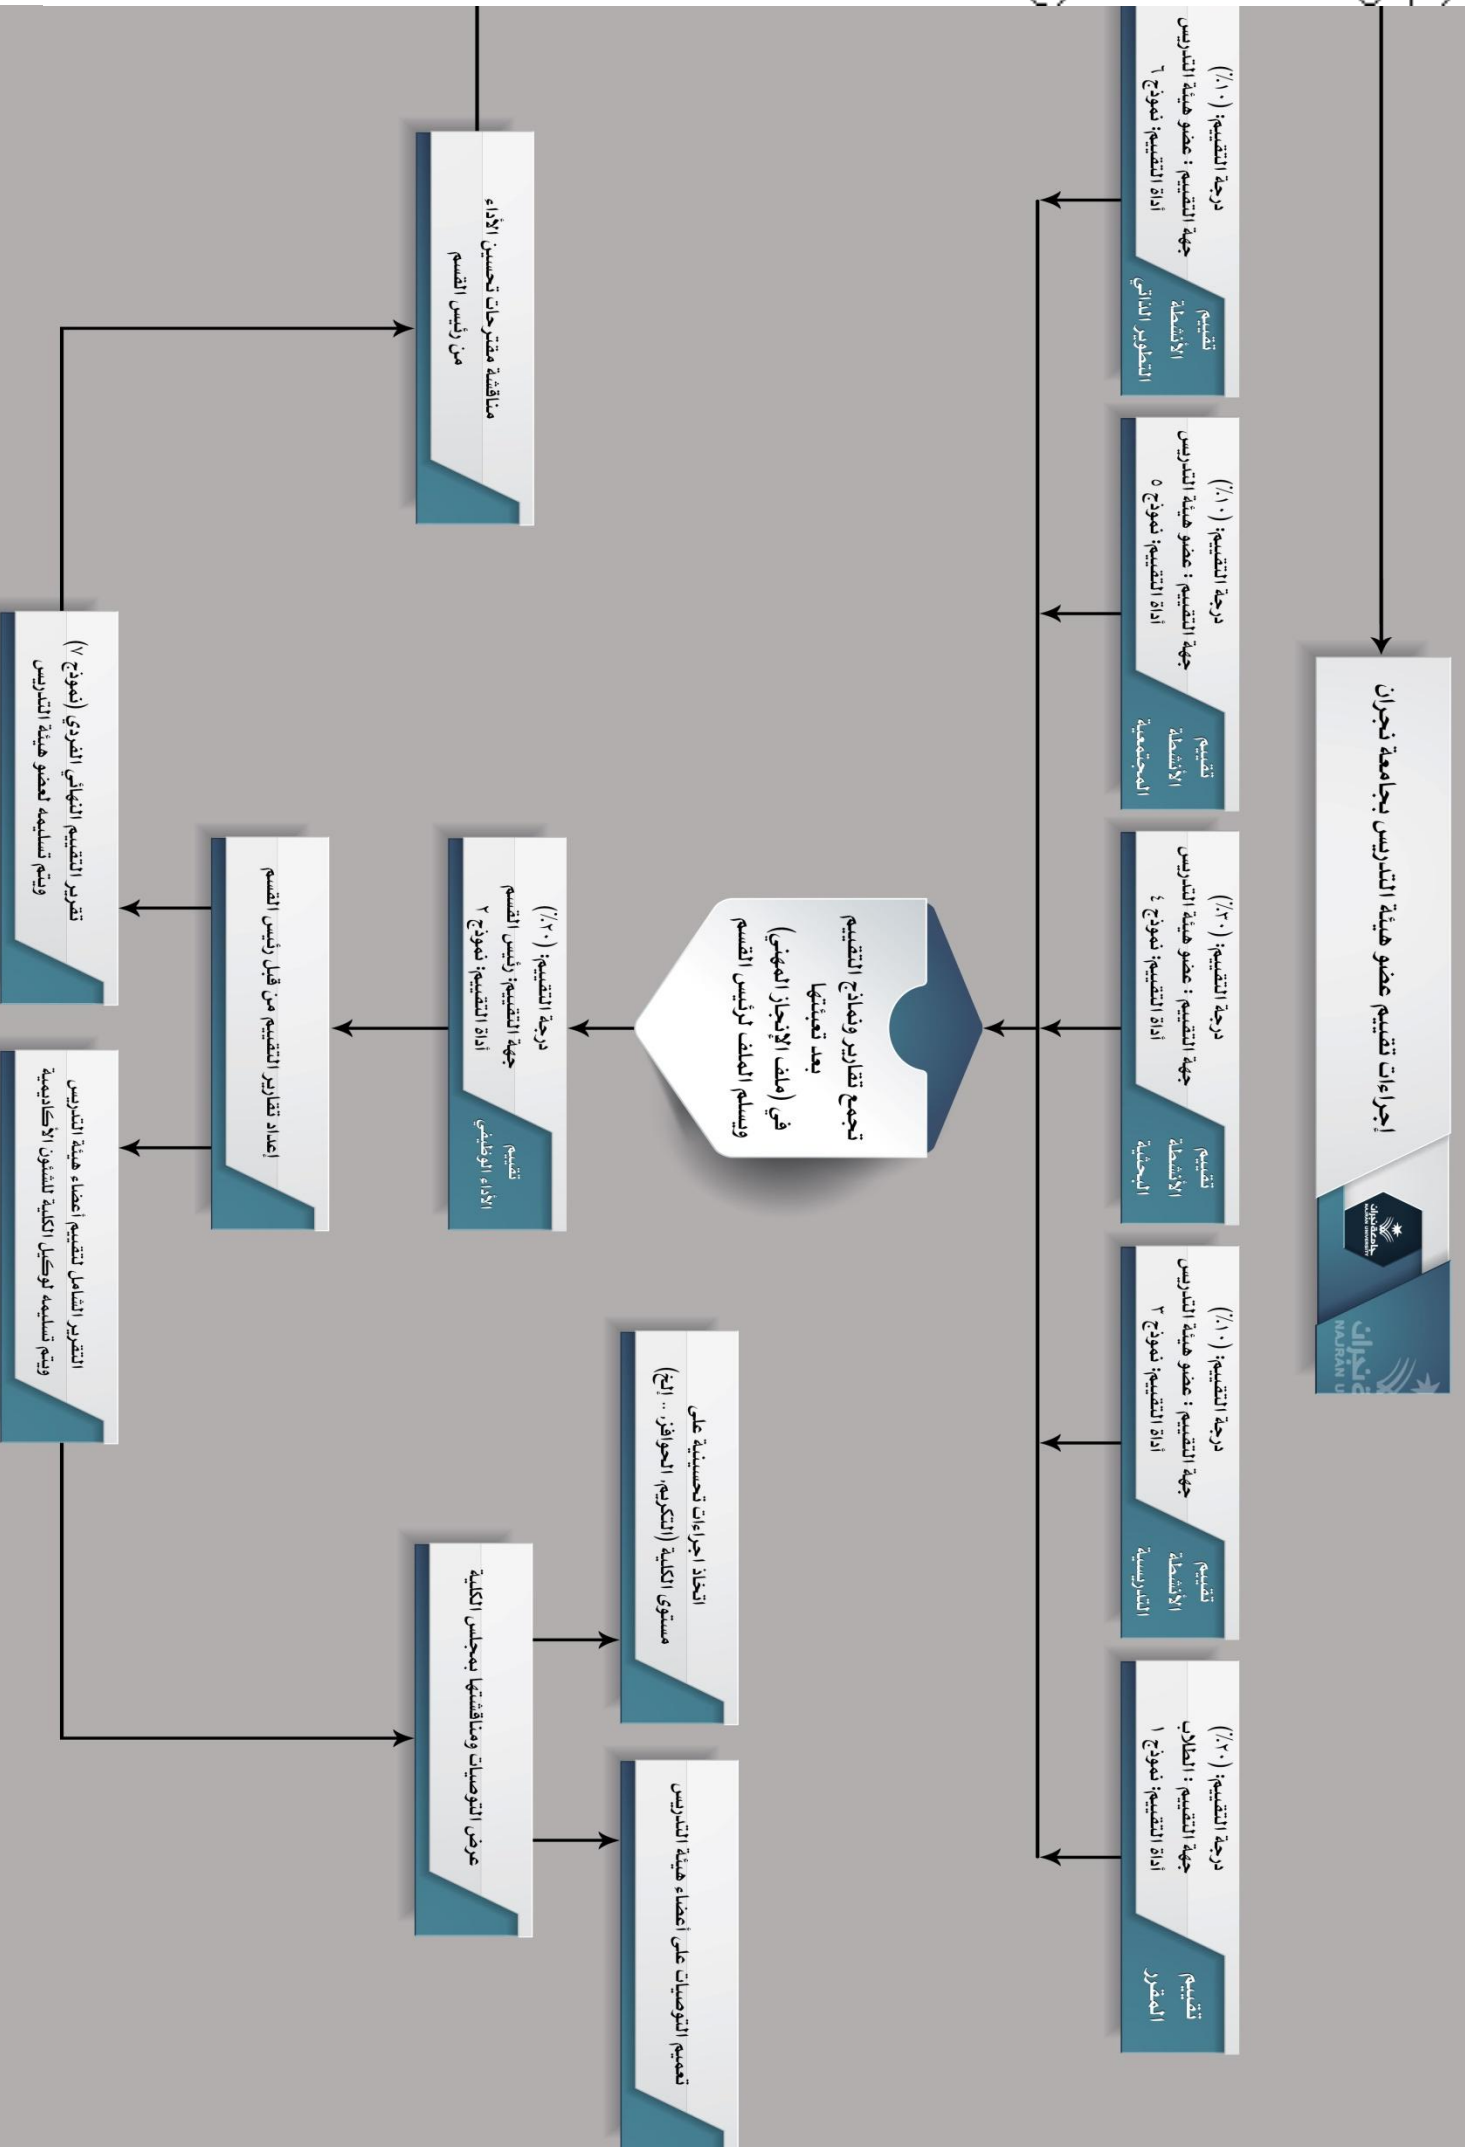 إجراءات تقييم عضو هيئة التدريس بجامعة نجران
جامعة نجران
NAJRAN UNIVERSITY
ة نجران
NAJRAN U
تقييم
المقرر
درجة التقييم: (٢٠٪)
جهة التقييم : الطلاب
أداة التقييم: نموذج ١
تقييم
الأنشطة
التدريسية
درجة التقييم: (١٠٪)
جهة التقييم : عضو هيئة التدريس
أداة التقييم: نموذج ٣
تقييم
الأنشطة
البحثية
درجة التقييم: (٣٠٪)
جهة التقييم : عضو هيئة التدريس
أداة التقييم: نموذج ٤
تقييم
الأنشطة
المجتمعية
درجة التقييم: (١٠٪)
جهة التقييم : عضو هيئة التدريس
أداة التقييم: نموذج ٥
تقييم
الأنشطة
التطوير الذاتي
درجة التقييم: (١٠٪)
جهة التقييم : عضو هيئة التدريس
أداة التقييم: نموذج ٦
تجمع تقارير ونماذج التقييم
بعد تعبئتها
في (ملف الإنجاز المهني)
ويسلم الملف لرئيس القسم
اتخاذ اجراءات تحسينية على
مستوى الكلية (التكريم, الحوافز, .. إلخ)
تعميم التوصيات على أعضاء هيئة التدريس
تقييم
الأداء الوظيفي
درجة التقييم: (٢٠٪)
جهة التقييم: رئيس القسم
أداة التقييم: نموذج ٢
عرض التوصيات ومناقشتها بمجلس الكلية
مناقشة مقترحات تحسين الأداء
من رئيس القسم
إعداد تقارير التقييم من قبل رئيس القسم
التقرير الشامل لتقييم أعضاء هيئة التدريس
ويتم تسليمه لوكيل الكلية للشئون الأكاديمية
تقرير التقييم النهائي الفردي (نموذج ٧)
ويتم تسليمه لعضو هيئة التدريس